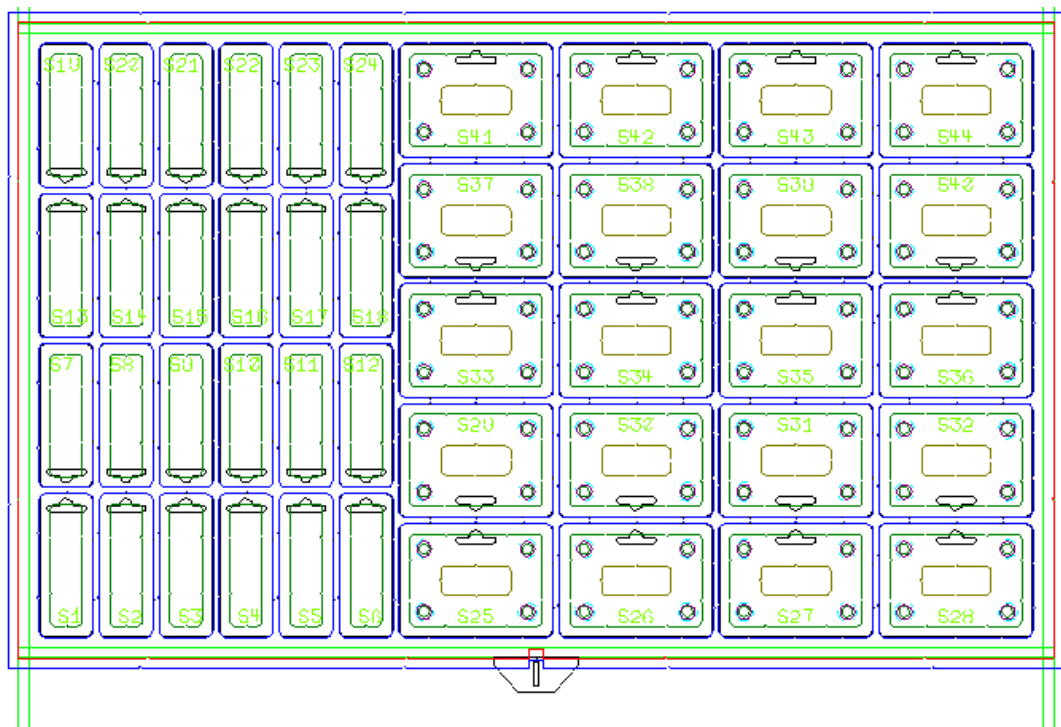 S19 S20 S21 S22 S23 S24
S41 S42 S43 S44
S37 S38 S39 S40
S13 S14 S15 S16 S17 S18
S7 S8 S9 S10 S11 S12
S33 S34 S35 S36
S29 S30 S31 S32
S1 S2 S3 S4 S5 S6 S25 S26 S27 S28